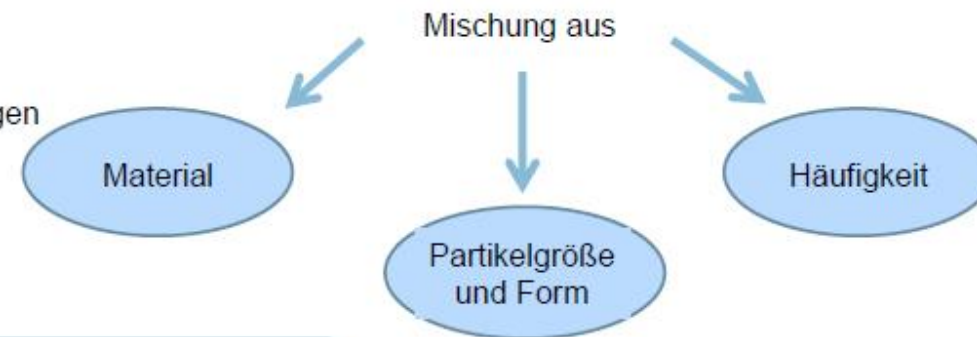 Mischung aus
gen
Material
Häufigkeit
Partikelgröße
und Form